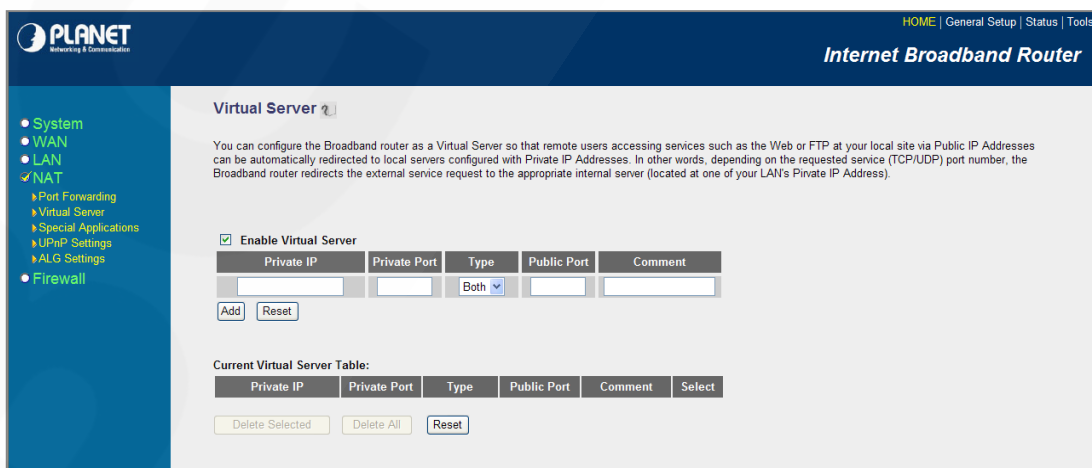 PLANET
Networking & Communication
HOME | General Setup | Status | Tools
Internet Broadband Router
System
WAN
LAN
NAT
Port Forwarding
Virtual Server
Special Applications
UPnP Settings
ALG Settings
Firewall
Virtual Server
You can configure the Broadband router as a Virtual Server so that remote users accessing services such as the Web or FTP at your local site via Public IP Addresses
can be automatically redirected to local servers configured with Private IP Addresses. In other words, depending on the requested service (TCP/UDP) port number, the
Broadband router redirects the external service request to the appropriate internal server (located at one of your LAN's Private IP Address).
Enable Virtual Server
Private IP Private Port Type Public Port Comment
Both
Add Reset
Current Virtual Server Table:
Private IP Private Port Type Public Port Comment Select
Delete Selected Delete All Reset